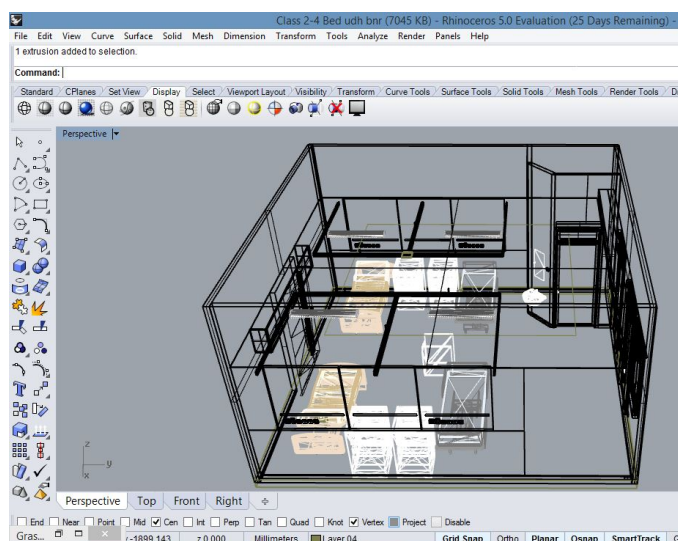 Class 2-4 Bed udh bnr (7045 KB) - Rhinoceros 5.0 Evaluation (25 Days Remaining) -
File Edit View Curve Surface Solid Mesh Dimension Transform Tools Analyze Render Panels Help
1 extrusion added to selection.
Command:
Standard CPlanes Set View Display Select Viewport Layout Visibility Transform Curve Tools Surface Tools Solid Tools Mesh Tools Render Tools
Perspective
z
y
x
Perspective Top Front Right
End Near Point Mid Cen Int Perp Tan Quad Knot Vertex Project Disable
Gras... -1899.143 z 0.000 Millimeters Layer 04 Grid Snap Ortho Planar Osnap SmartTrack G